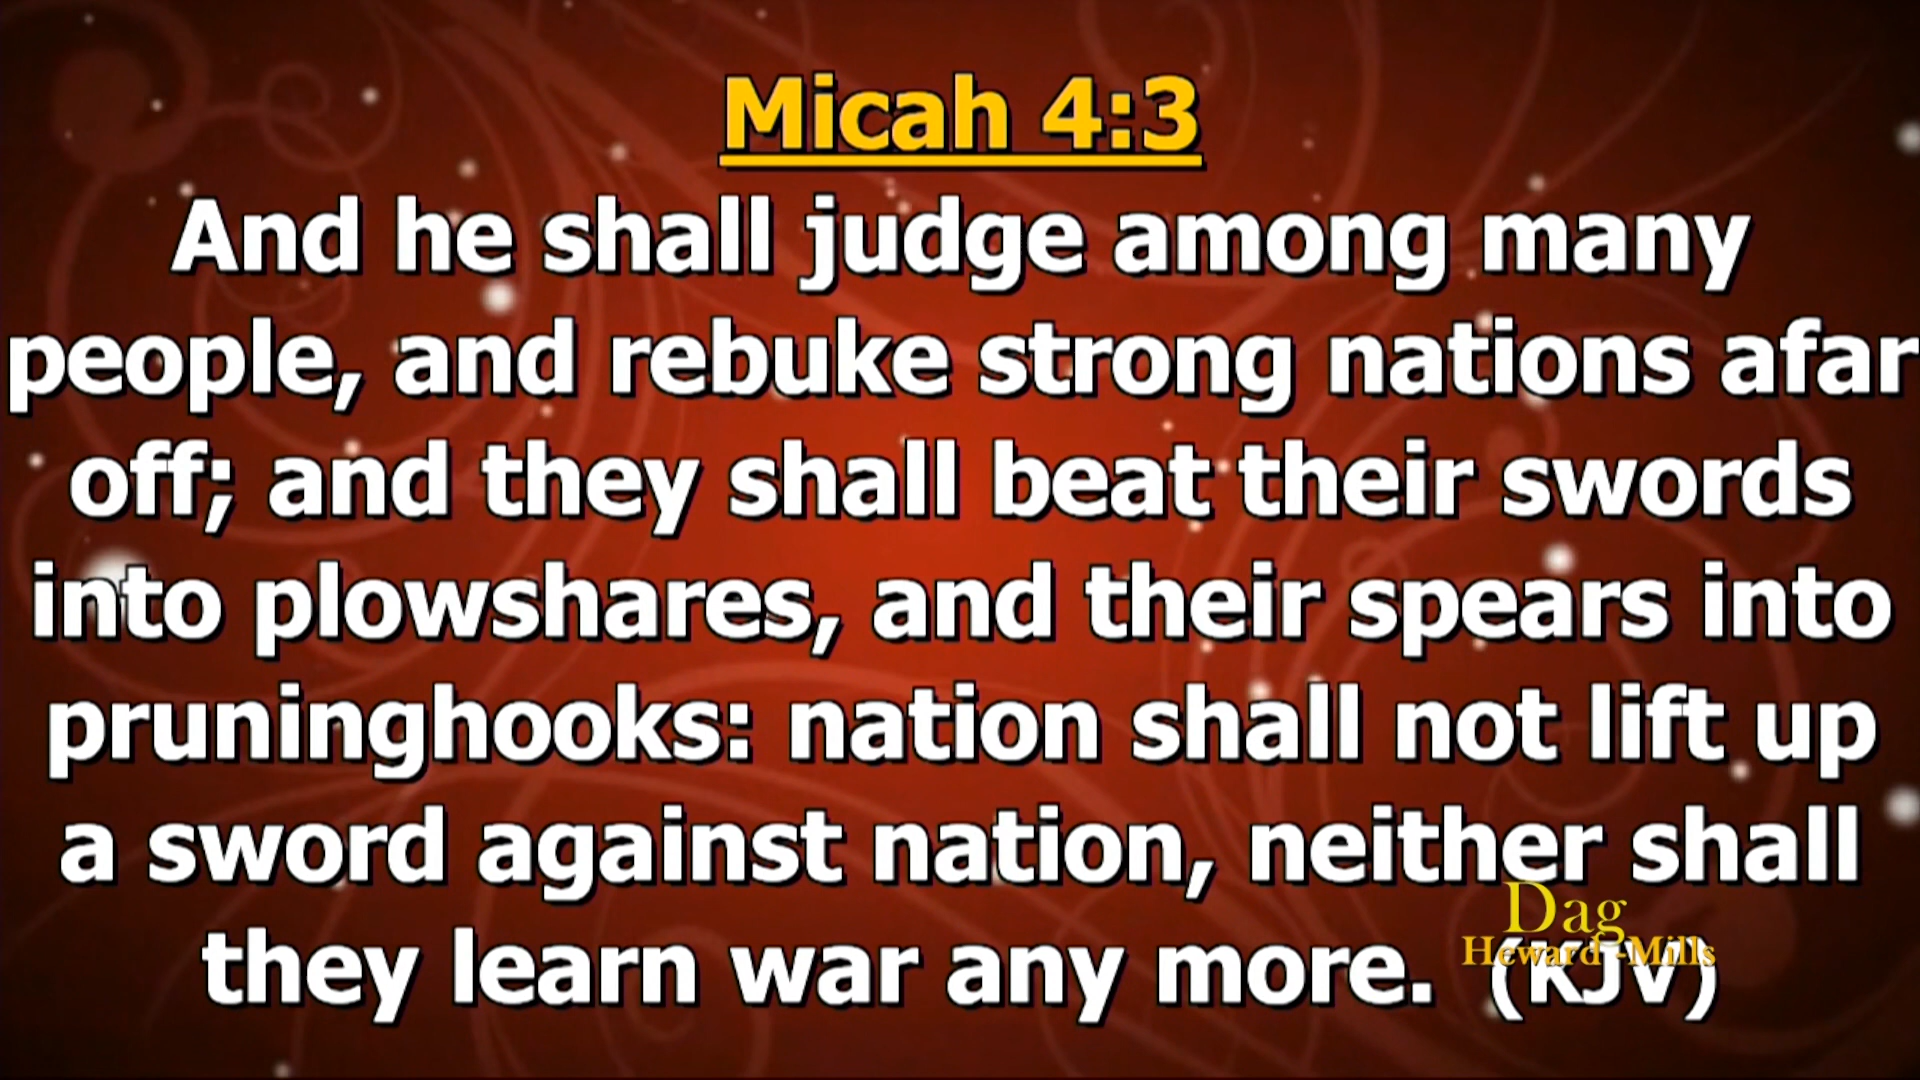 Micah 4:3
And he shall judge among many
people, and rebuke strong nations afar
off; and they shall beat their swords
into plowshares, and their spears into
pruninghooks: nation shall not lift up
a sword against nation, neither shall
they learn war any more. (KJV)
Dag
Heward-Mills